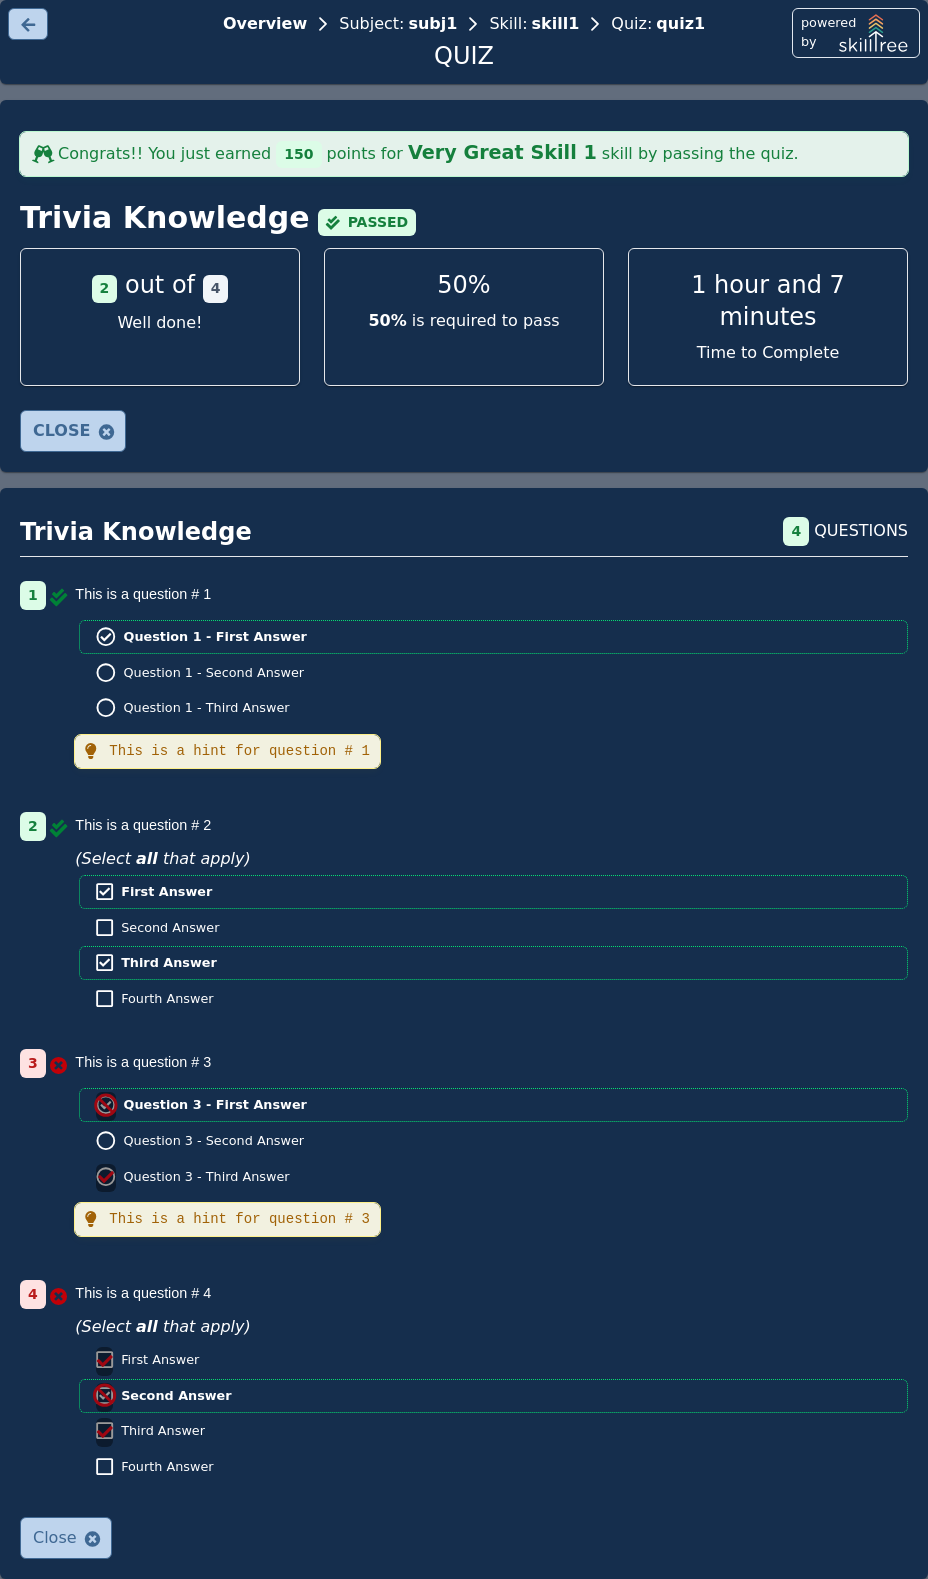 Overview > Subject: subj1 > Skill: skill1 > Quiz: quiz1
QUIZ
powered
by skilltree
Congrats!! You just earned 150 points for Very Great Skill 1 skill by passing the quiz.
Trivia Knowledge PASSED
2 out of 4
Well done!
50%
50% is required to pass
1 hour and 7
minutes
Time to Complete
CLOSE
Trivia Knowledge
4 QUESTIONS
1 This is a question # 1
Question 1 - First Answer
Question 1 - Second Answer
Question 1 - Third Answer
This is a hint for question # 1
2 This is a question # 2
(Select all that apply)
First Answer
Second Answer
Third Answer
Fourth Answer
3 This is a question # 3
Question 3 - First Answer
Question 3 - Second Answer
Question 3 - Third Answer
This is a hint for question # 3
4 This is a question # 4
(Select all that apply)
First Answer
Second Answer
Third Answer
Fourth Answer
Close